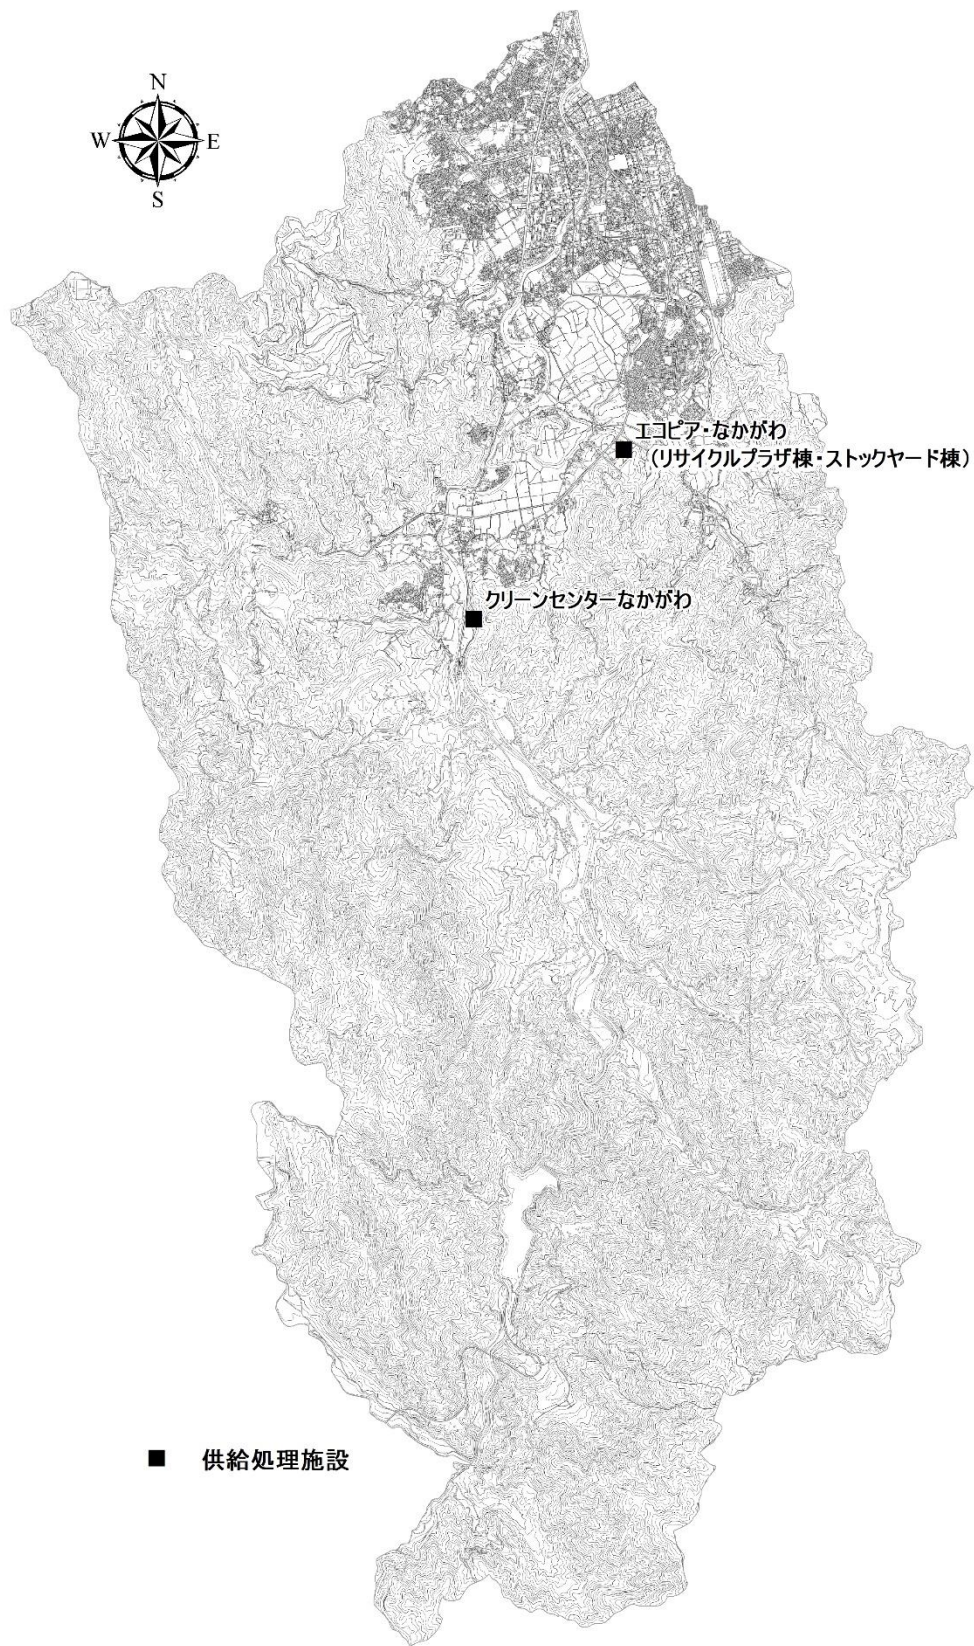 N
W E
S
エコピア・なかがわ
(リサイクルプラザ棟・ストックヤード棟)
クリーンセンターなかがわ
■ 供給処理施設